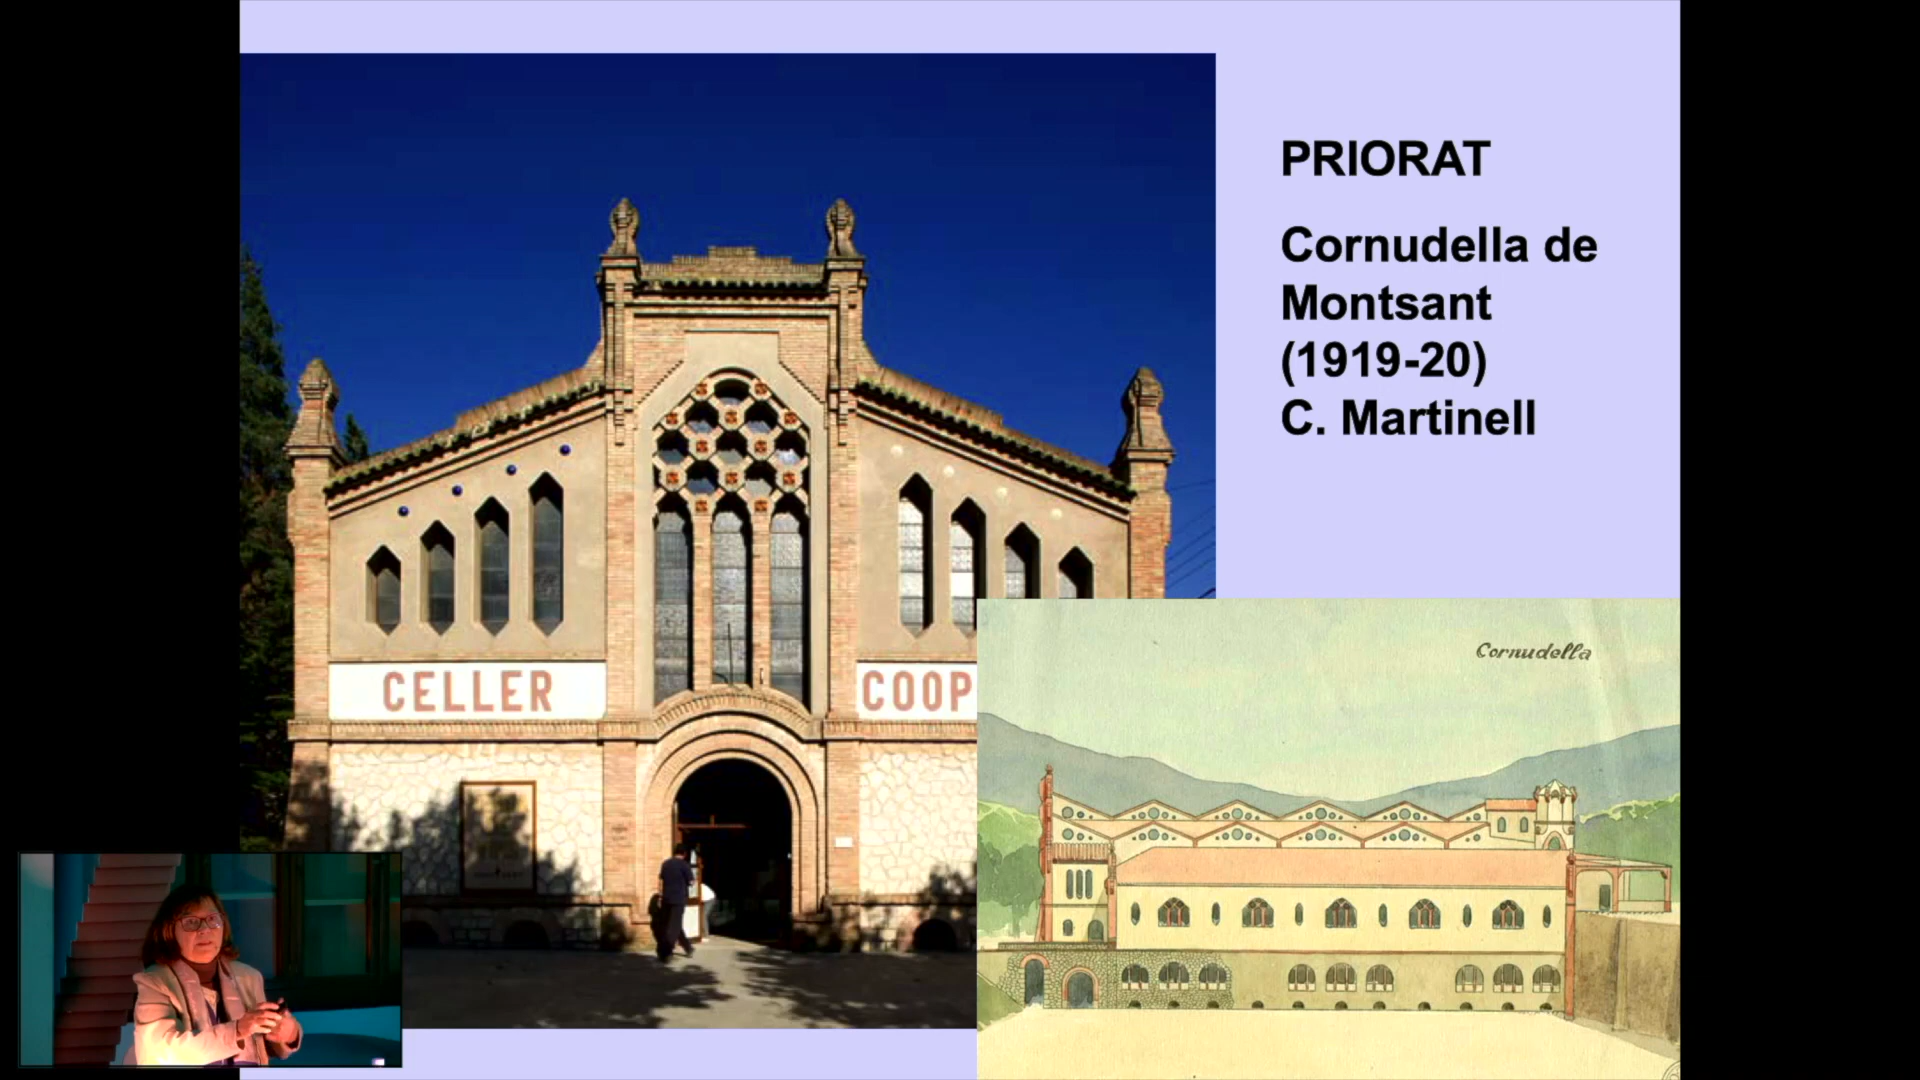 PRIORAT
Cornudella de
Montsant
(1919-20)
C. Martinell
CELLER
COOP
Cornudella